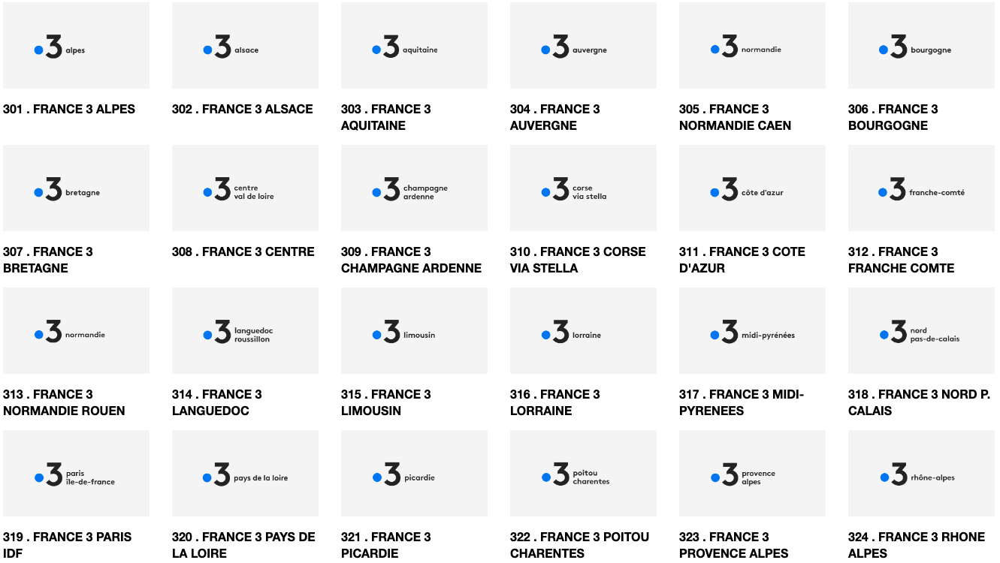 3 alpes
3 alsace
3 aquitaine
3 auvergne
3 normandie
3 bourgogne
301 . FRANCE 3 ALPES
302 . FRANCE 3 ALSACE
303 . FRANCE 3
AQUITAINE
304 . FRANCE 3
AUVERGNE
305 . FRANCE 3
NORMANDIE CAEN
306 . FRANCE 3
BOURGOGNE
3 bretagne
3 centre
val de loire
3 champagne
ardenne
3 corse
via stella
3 côte d'azur
3 franche-comté
307 . FRANCE 3
BRETAGNE
308 . FRANCE 3 CENTRE
309 . FRANCE 3
CHAMPAGNE ARDENNE
310 . FRANCE 3 CORSE
VIA STELLA
311 . FRANCE 3 COTE
D'AZUR
312 . FRANCE 3
FRANCHE COMTE
3 normandie
3 languedoc
roussillon
3 limousin
3 lorraine
3 midi-pyrénées
3 nord
pas-de-calais
313 . FRANCE 3
NORMANDIE ROUEN
314 . FRANCE 3
LANGUEDOC
315 . FRANCE 3
LIMOUSIN
316 . FRANCE 3
LORRAINE
317 . FRANCE 3 MIDI-
PYRENEES
318 . FRANCE 3 NORD P.
CALAIS
3 paris
île-de-france
3 pays de la loire
3 picardie
3 poitou
charentes
3 provence
alpes
3 rhône-alpes
319 . FRANCE 3 PARIS
IDF
320 . FRANCE 3 PAYS DE
LA LOIRE
321 . FRANCE 3
PICARDIE
322 . FRANCE 3 POITOU
CHARENTES
323 . FRANCE 3
PROVENCE ALPES
324 . FRANCE 3 RHONE
ALPES